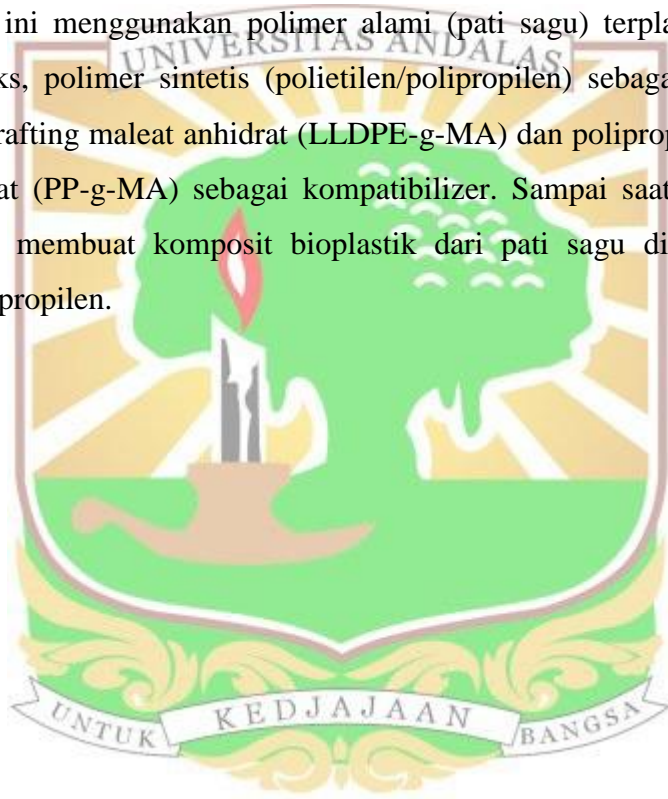 ini menggunakan polimer alami (pati sagu) terpla
UNIVERSITAS ANDALAS
ks, polimer sintetis (polietilen/polipropilen) sebaga
rafting maleat anhidrat (LLDPE-g-MA) dan poliprop
at (PP-g-MA) sebagai kompatibilizer. Sampai saat
membuat komposit bioplastik dari pati sagu di
propilen.
UNTUK KEDJAJAAN BANGSA